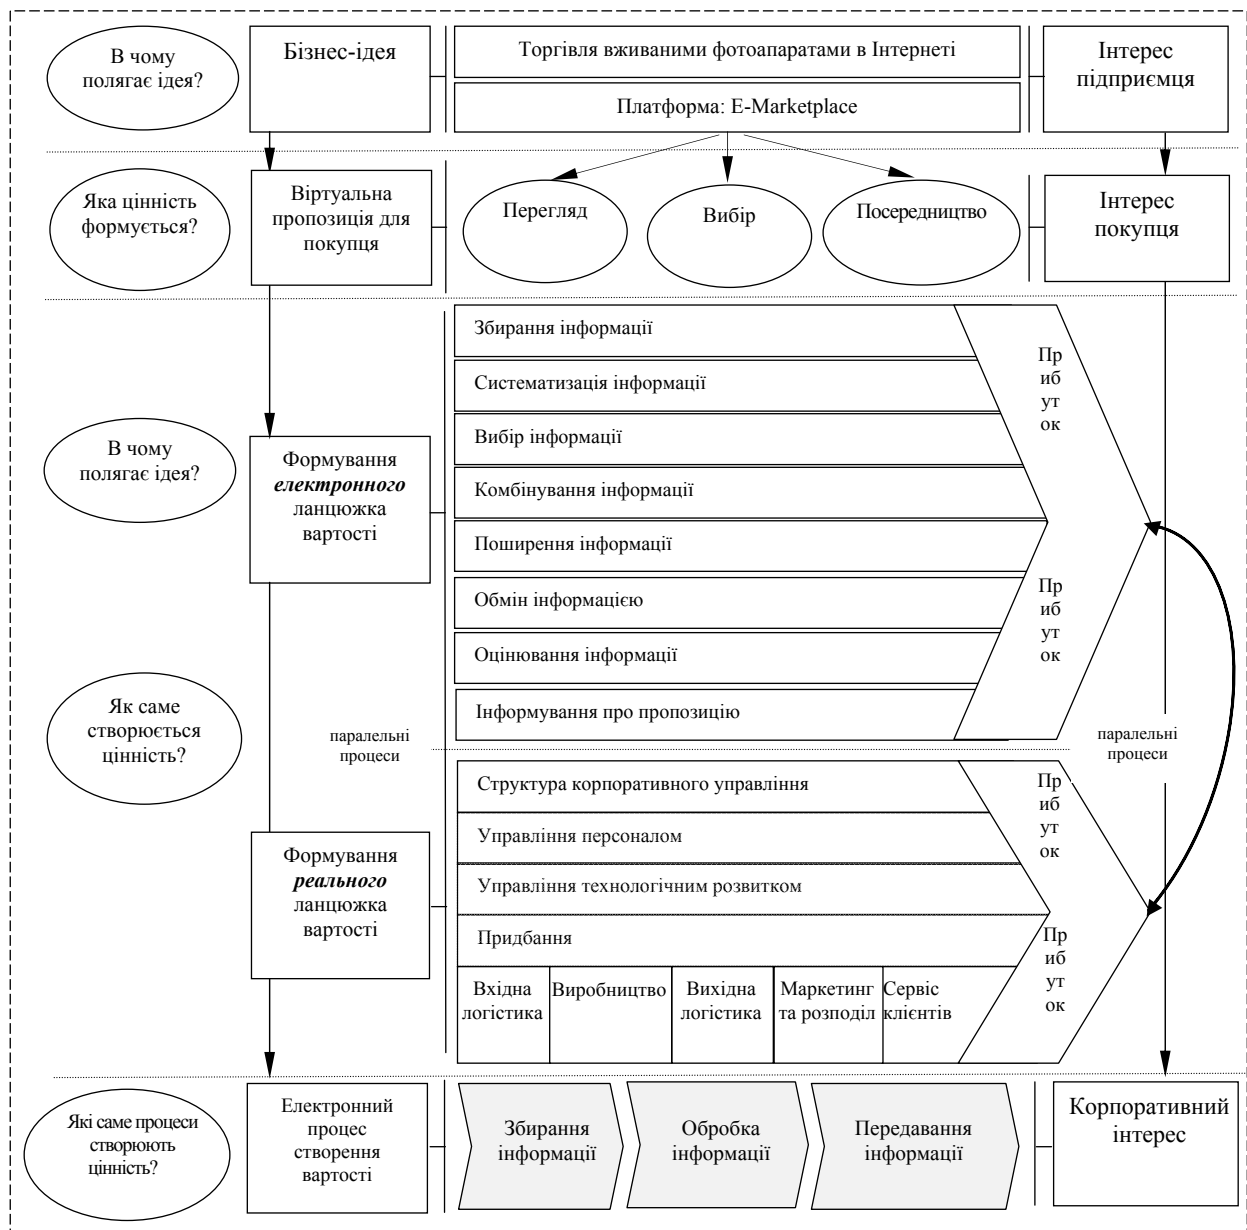 В чому
полягає ідея?
Бізнес-ідея
Торгівля вживаними фотоапаратами в Інтернеті
Платформа: E-Marketplace
Інтерес
підприємця
Яка цінність
формується?
Віртуальна
пропозиція для
покупця
Перегляд
Вибір
Посередництво
Інтерес
покупця
В чому
полягає ідея?
Формування
електронного
ланцюжка
вартості
Збирання інформації
Систематизація інформації
Вибір інформації
Комбінування інформації
Поширення інформації
Обмін інформацією
Оцінювання інформації
Інформування про пропозицію
Пр
иб
ут
ок
Пр
иб
ут
ок
Як саме
створюється
цінність?
паралельні
процеси
паралельні
процеси
Формування
реального
ланцюжка
вартості
Структура корпоративного управління
Управління персоналом
Управління технологічним розвитком
Придбання
Вхідна
логістика
Виробництво
Вихідна
логістика
Маркетинг
та розподіл
Сервіс
клієнтів
Пр
иб
ут
ок
Пр
иб
ут
ок
Які саме процеси
створюють
цінність?
Електронний
процес
створення
вартості
Збирання
інформації
Обробка
інформації
Передавання
інформації
Корпоративний
інтерес